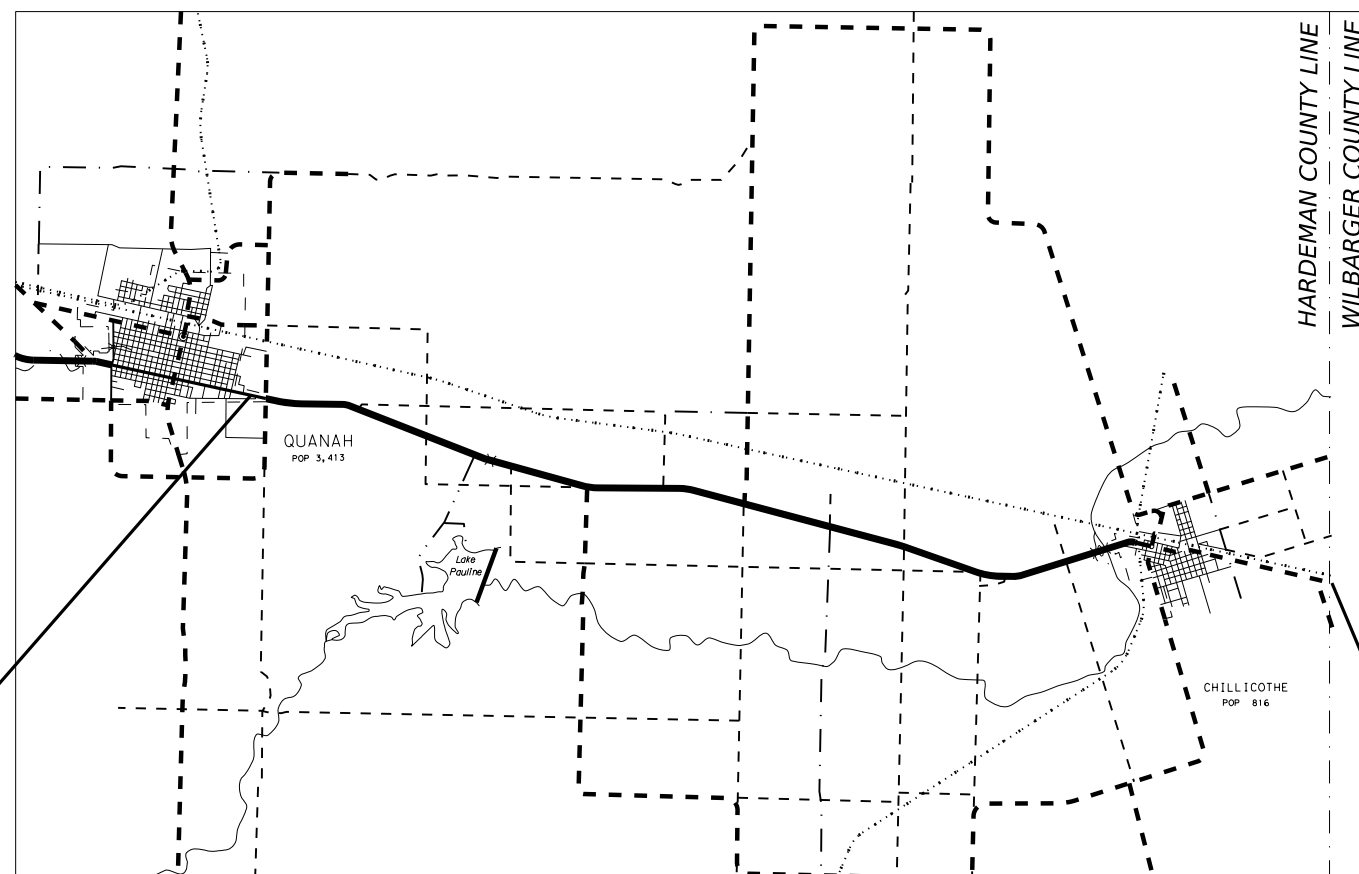 HARDEMAN COUNTY LINE
WILBARGER COUNTY LINE
QUANAH
POP 3,413
Lake
Pauline
CHILLICOTHE
POP 816